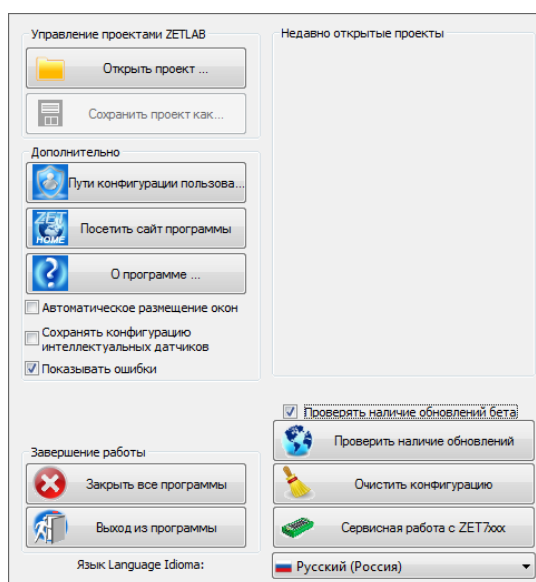 Управление проектами ZETLAB
Открыть проект ...
Сохранить проект как...
Дополнительно
Пути конфигурации пользова...
ZET
HOME
Посетить сайт программы
О программе ...
Автоматическое размещение окон
Сохранять конфигурацию
интеллектуальных датчиков
Показывать ошибки
Завершение работы
Закрыть все программы
Выход из программы
Язык Language Idioma:
Недавно открытые проекты
Проверять наличие обновлений бета
Проверить наличие обновлений
Очистить конфигурацию
Сервисная работа с ZET7xxx
Русский (Россия)